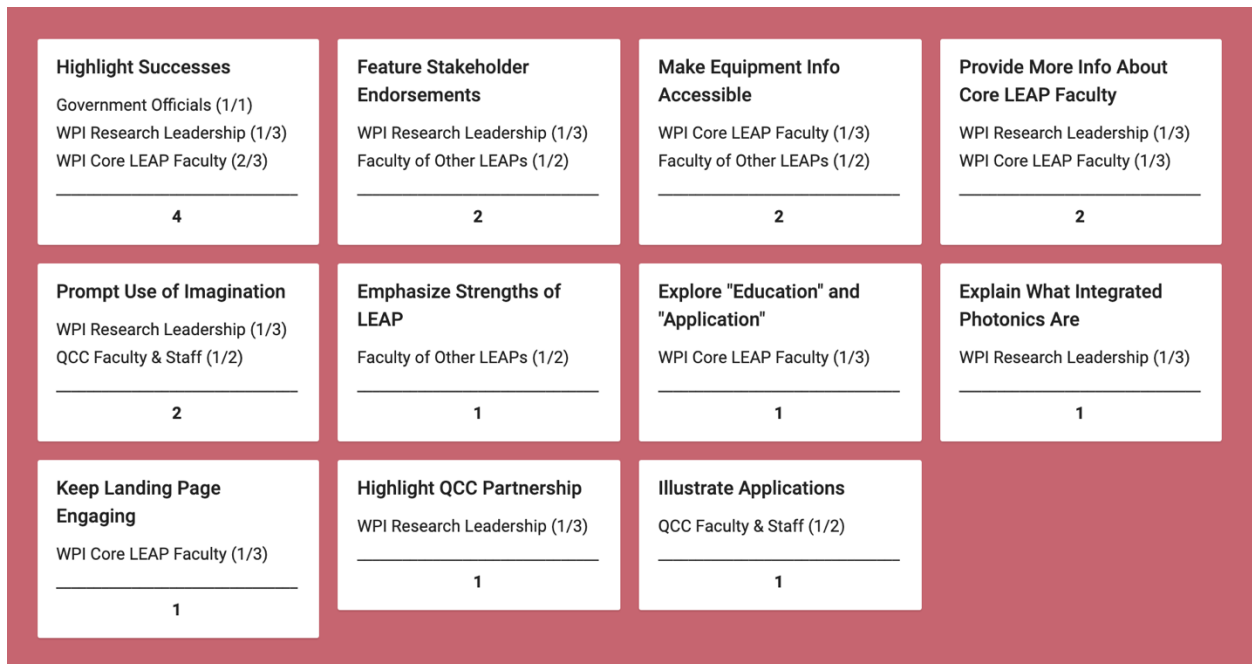 Highlight Successes
Government Officials (1/1)
WPI Research Leadership (1/3)
WPI Core LEAP Faculty (2/3)
4
Feature Stakeholder
Endorsements
WPI Research Leadership (1/3)
Faculty of Other LEAPs (1/2)
2
Make Equipment Info
Accessible
WPI Core LEAP Faculty (1/3)
Faculty of Other LEAPs (1/2)
2
Provide More Info About
Core LEAP Faculty
WPI Research Leadership (1/3)
WPI Core LEAP Faculty (1/3)
2
Prompt Use of Imagination
WPI Research Leadership (1/3)
QCC Faculty & Staff (1/2)
2
Emphasize Strengths of
LEAP
Faculty of Other LEAPs (1/2)
1
Explore "Education" and
"Application"
WPI Core LEAP Faculty (1/3)
1
Explain What Integrated
Photonics Are
WPI Research Leadership (1/3)
1
Keep Landing Page
Engaging
WPI Core LEAP Faculty (1/3)
1
Highlight QCC Partnership
WPI Research Leadership (1/3)
1
Illustrate Applications
QCC Faculty & Staff (1/2)
1